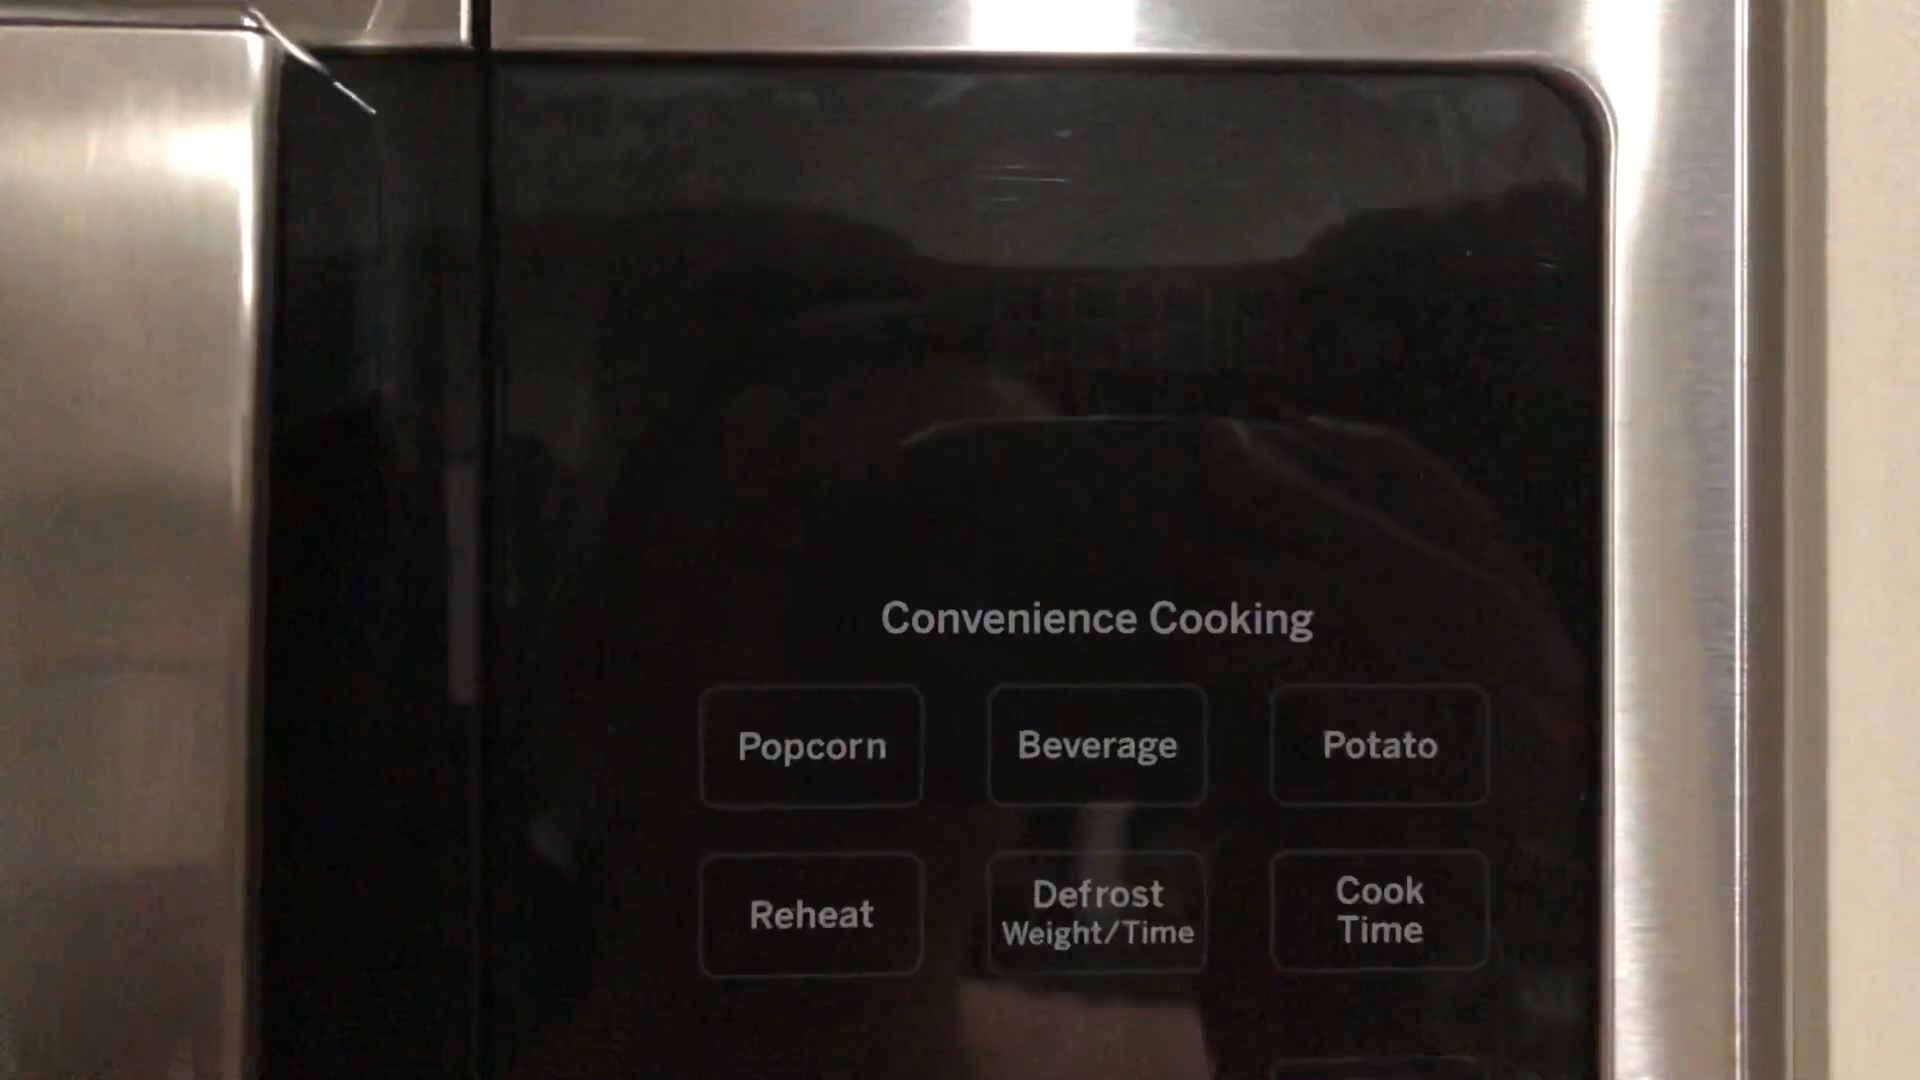 Convenience Cooking
Popcorn
Beverage
Potato
Reheat
Defrost
Weight/Time
Cook
Time